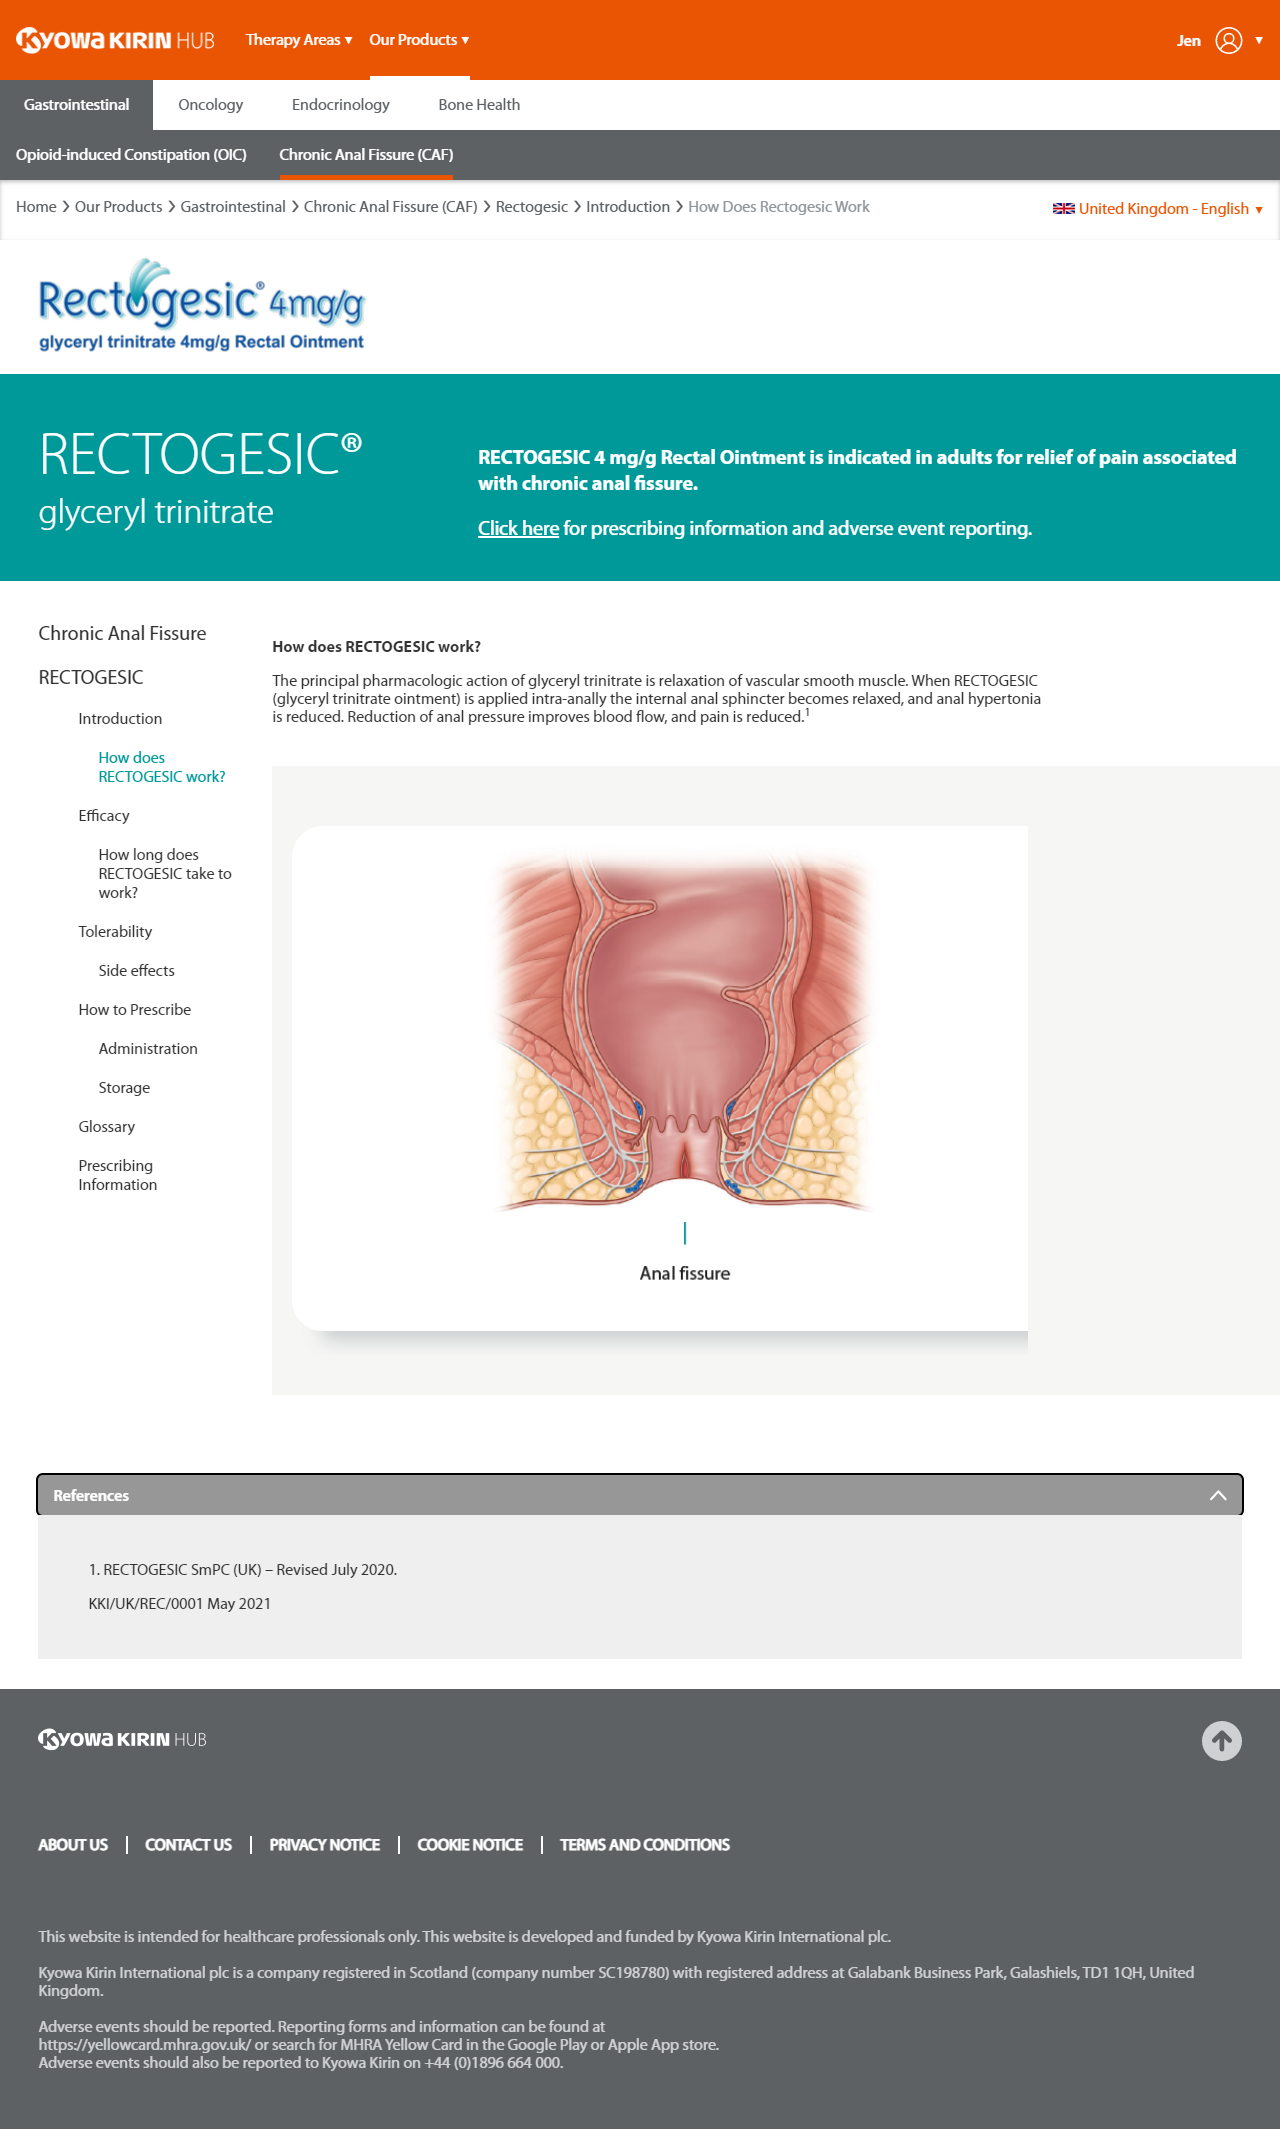 KYOWA KIRIN HUB
Therapy Areas ▼ Our Products ▼
Jen ▼
Gastrointestinal Oncology Endocrinology Bone Health
Opioid-induced Constipation (OIC) Chronic Anal Fissure (CAF)
Home > Our Products > Gastrointestinal > Chronic Anal Fissure (CAF) > Rectogesic > Introduction > How Does Rectogesic Work
United Kingdom - English ▼
Rectogesic® 4mg/g
glyceryl trinitrate 4mg/g Rectal Ointment
RECTOGESIC®
glyceryl trinitrate
RECTOGESIC 4 mg/g Rectal Ointment is indicated in adults for relief of pain associated
with chronic anal fissure.
Click here for prescribing information and adverse event reporting.
Chronic Anal Fissure
RECTOGESIC
Introduction
How does
RECTOGESIC work?
Efficacy
How long does
RECTOGESIC take to
work?
Tolerability
Side effects
How to Prescribe
Administration
Storage
Glossary
Prescribing
Information
How does RECTOGESIC work?
The principal pharmacologic action of glyceryl trinitrate is relaxation of vascular smooth muscle. When RECTOGESIC
(glyceryl trinitrate ointment) is applied intra-anally the internal anal sphincter becomes relaxed, and anal hypertonia
is reduced. Reduction of anal pressure improves blood flow, and pain is reduced.1
Anal fissure
References
1. RECTOGESIC SmPC (UK) – Revised July 2020.
KKI/UK/REC/0001 May 2021
KYOWA KIRIN HUB
ABOUT US | CONTACT US | PRIVACY NOTICE | COOKIE NOTICE | TERMS AND CONDITIONS
This website is intended for healthcare professionals only. This website is developed and funded by Kyowa Kirin International plc.
Kyowa Kirin International plc is a company registered in Scotland (company number SC198780) with registered address at Galabank Business Park, Galashiels, TD1 1QH, United
Kingdom.
Adverse events should be reported. Reporting forms and information can be found at
https://yellowcard.mhra.gov.uk/ or search for MHRA Yellow Card in the Google Play or Apple App store.
Adverse events should also be reported to Kyowa Kirin on +44 (0)1896 664 000.